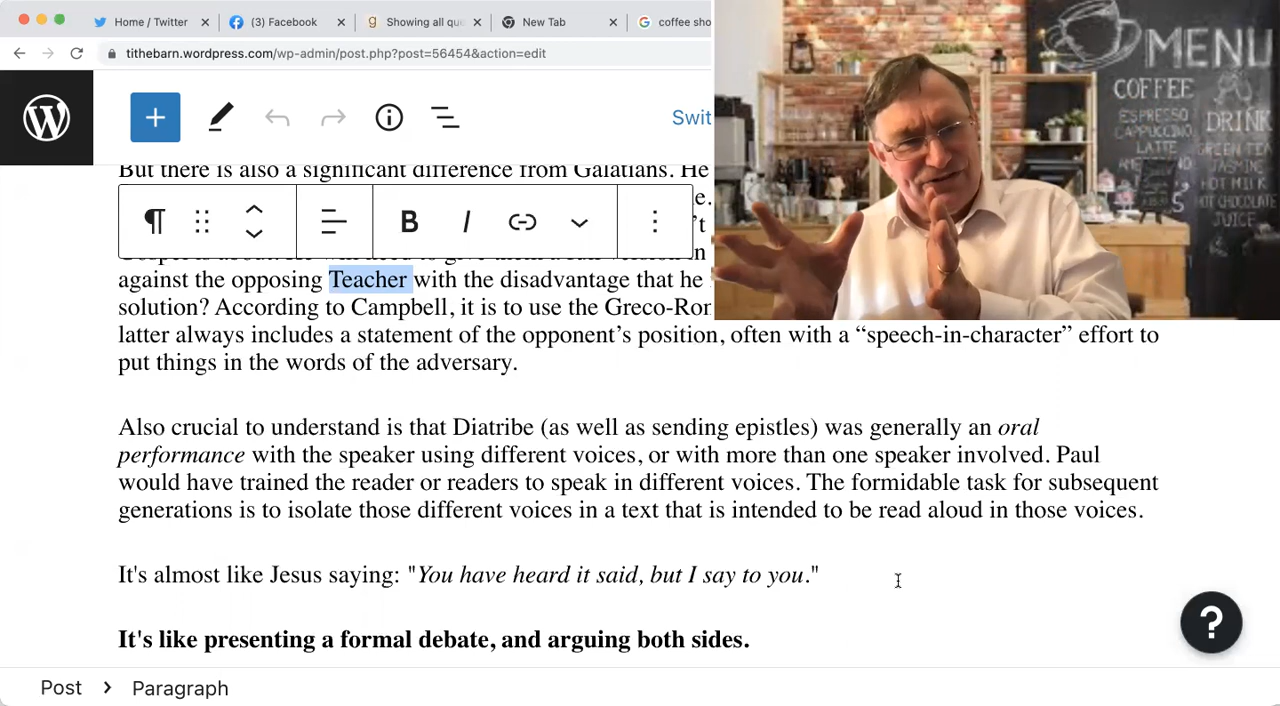 Home / Twitter
(3) Facebook
Showing all qu
New Tab
coffee sho
tithebarn.wordpress.com/wp-admin/post.php?post=56454&action=edit
MENU
COFFEE
ESPRESSO
CAPPUCCINO
LATTE
DRINK
GREEN TEA
JASMINE
HOT MILK
HOT CHOCOLATE
JUICE
Swit
But there is also a significant difference from Galatians. He
against the opposing Teacher with the disadvantage that he
solution? According to Campbell, it is to use the Greco-Ron
latter always includes a statement of the opponent’s position, often with a “speech-in-character” effort to
put things in the words of the adversary.
Also crucial to understand is that Diatribe (as well as sending epistles) was generally an oral
performance with the speaker using different voices, or with more than one speaker involved. Paul
would have trained the reader or readers to speak in different voices. The formidable task for subsequent
generations is to isolate those different voices in a text that is intended to be read aloud in those voices.
It's almost like Jesus saying: "You have heard it said, but I say to you."
It's like presenting a formal debate, and arguing both sides.
Post
Paragraph